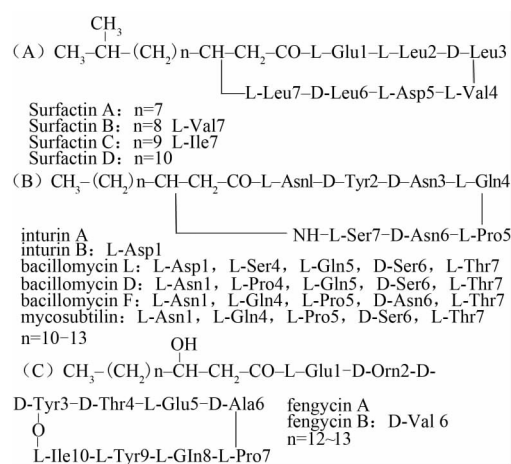 CH₃
(A) CH₃–CH–(CH₂)n–CH–CH₂–CO–L–Glu1–L–Leu2–D–Leu3
L-Leu7–D-Leu6–L-Asp5–L-Val4
Surfactin A: n=7
Surfactin B: n=8 L-Val7
Surfactin C: n=9 L-Ile7
Surfactin D: n=10
(B) CH₃–(CH₂)n–CH–CH₂–CO–L–Asnl–D–Tyr2–D–Asn3–L–Gln4
NH–L-Ser7–D-Asn6–L-Pro5
inturin A
inturin B: L-Asp1
bacillomycin L: L-Asp1, L-Ser4, L-Gln5, D-Ser6, L-Thr7
bacillomycin D: L-Asn1, L-Pro4, L-Gln5, D-Ser6, L-Thr7
bacillomycin F: L-Asn1, L-Gln4, L-Pro5, D-Asn6, L-Thr7
mycosubtilin: L-Asn1, L-Gln4, L-Pro5, D-Ser6, L-Thr7
n=10–13
OH
(C) CH₃–(CH₂)n–CH–CH₂–CO–L–Glu1–D-Orn2-D-
D-Tyr3–D-Thr4–L-Glu5–D-Ala6
fengycin A
fengycin B: D-Val 6
n=12~13
O
L-Ile10-L-Tyr9-L-GIn8-L-Pro7